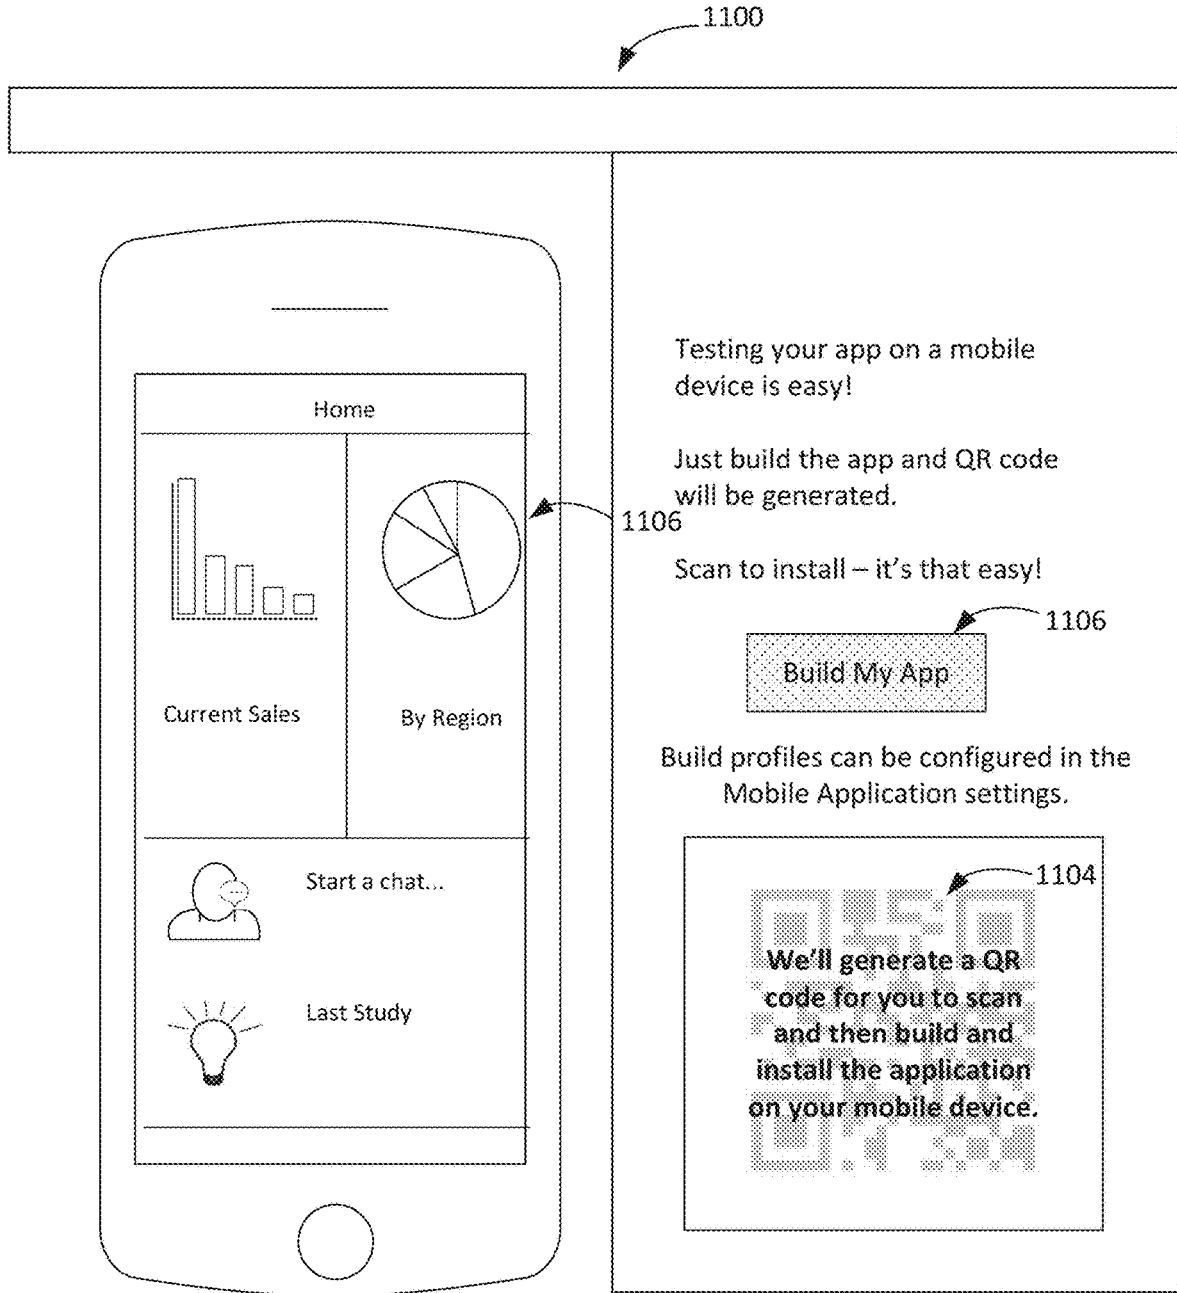 1100
Home
Current Sales
By Region
1106
Start a chat...
Last Study
Testing your app on a mobile
device is easy!
Just build the app and QR code
will be generated.
Scan to install – it's that easy!
1106
Build My App
Build profiles can be configured in the
Mobile Application settings.
1104
We'll generate a QR
code for you to scan
and then build and
install the application
on your mobile device.